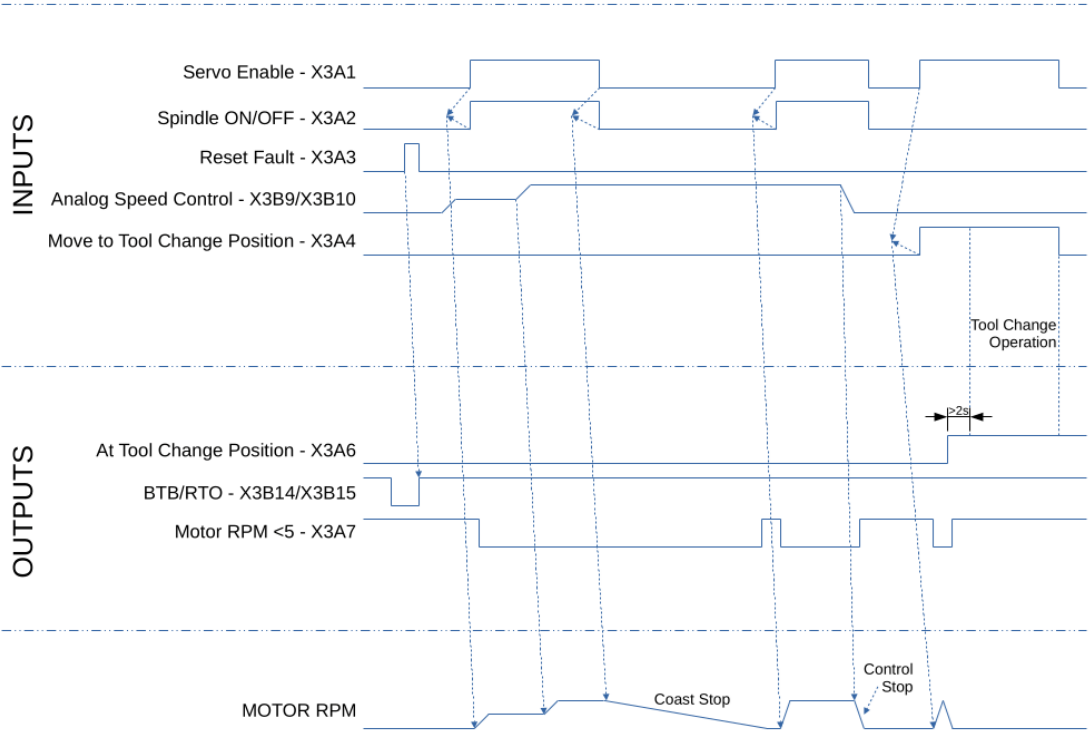 INPUTS
Servo Enable - X3A1
Spindle ON/OFF - X3A2
Reset Fault - X3A3
Analog Speed Control - X3B9/X3B10
Move to Tool Change Position - X3A4
Tool Change
Operation
OUTPUTS
>2s
At Tool Change Position - X3A6
BTB/RTO - X3B14/X3B15
Motor RPM <5 - X3A7
MOTOR RPM
Coast Stop
Control
Stop